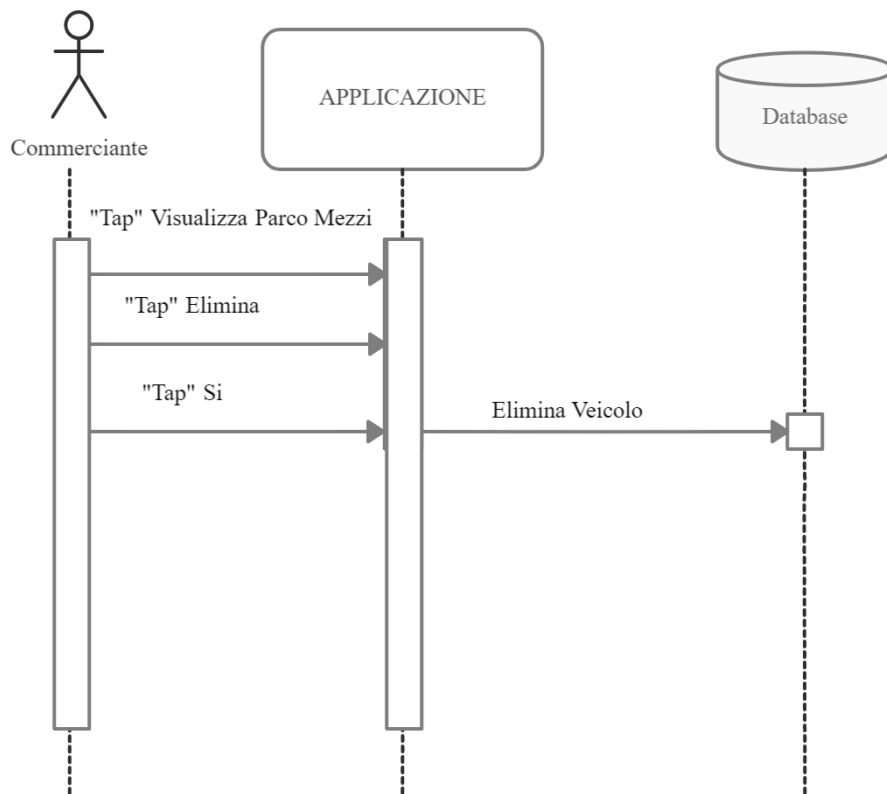 APPLICAZIONE
Database
Commerciante
"Tap" Visualizza Parco Mezzi
"Tap" Elimina
"Tap" Si
Elimina Veicolo